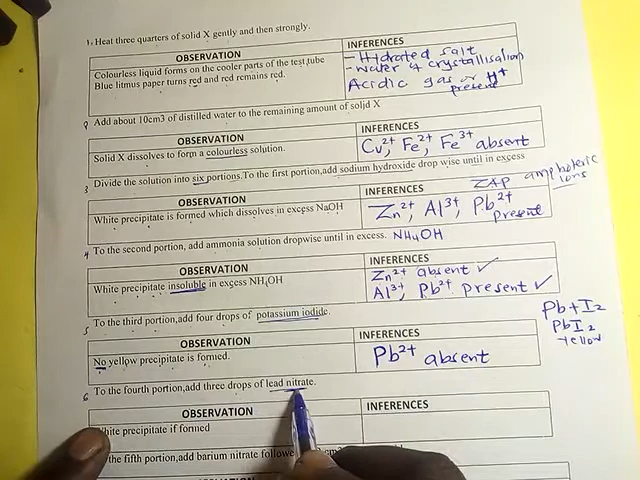 1. Heat three quarters of solid X gently and then strongly.
OBSERVATION INFERENCES
Colourless liquid forms on the cooler parts of the test tube
Blue litmus paper turns red and red remains red.
- Hydrated salt
- Water of crystallisation
Acidic gas or H+
present
Add about 10cm3 of distilled water to the remaining amount of solid X
OBSERVATION INFERENCES
Solid X dissolves to form a colourless solution.
Cu2+, Fe2+, Fe3+ absent
3 Divide the solution into six portions. To the first portion, add sodium hydroxide drop wise until in excess
ZAP amphoteric
ions
OBSERVATION INFERENCES
White precipitate is formed which dissolves in excess NaOH
Zn2+, Al3+, Pb2+
present
4 To the second portion, add ammonia solution dropwise until in excess. NH4OH
OBSERVATION INFERENCES
White precipitate insoluble in excess NH4OH
Zn2+ absent ✓
Al3+, Pb2+ present ✓
5 To the third portion, add four drops of potassium iodide.
Pb + I2
PbI2
Yellow
OBSERVATION INFERENCES
No yellow precipitate is formed.
Pb2+ absent
6 To the fourth portion,add three drops of lead nitrate.
OBSERVATION INFERENCES
White precipitate if formed
the fifth portion,add barium nitrate